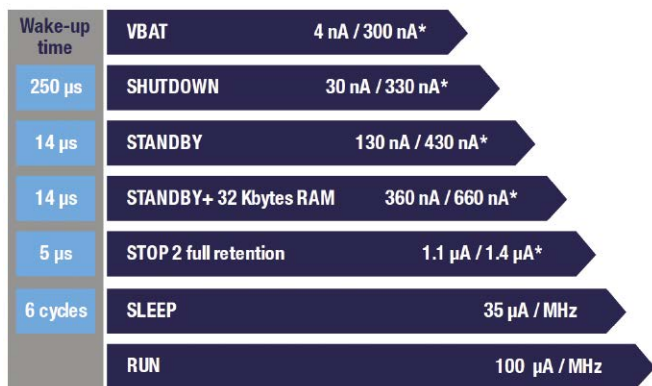 Wake-up
time
VBAT 4 nA / 300 nA*
250 µs SHUTDOWN 30 nA / 330 nA*
14 µs STANDBY 130 nA / 430 nA*
14 µs STANDBY+ 32 Kbytes RAM 360 nA / 660 nA*
5 µs STOP 2 full retention 1.1 µA / 1.4 µA*
6 cycles SLEEP 35 µA / MHz
RUN 100 µA / MHz